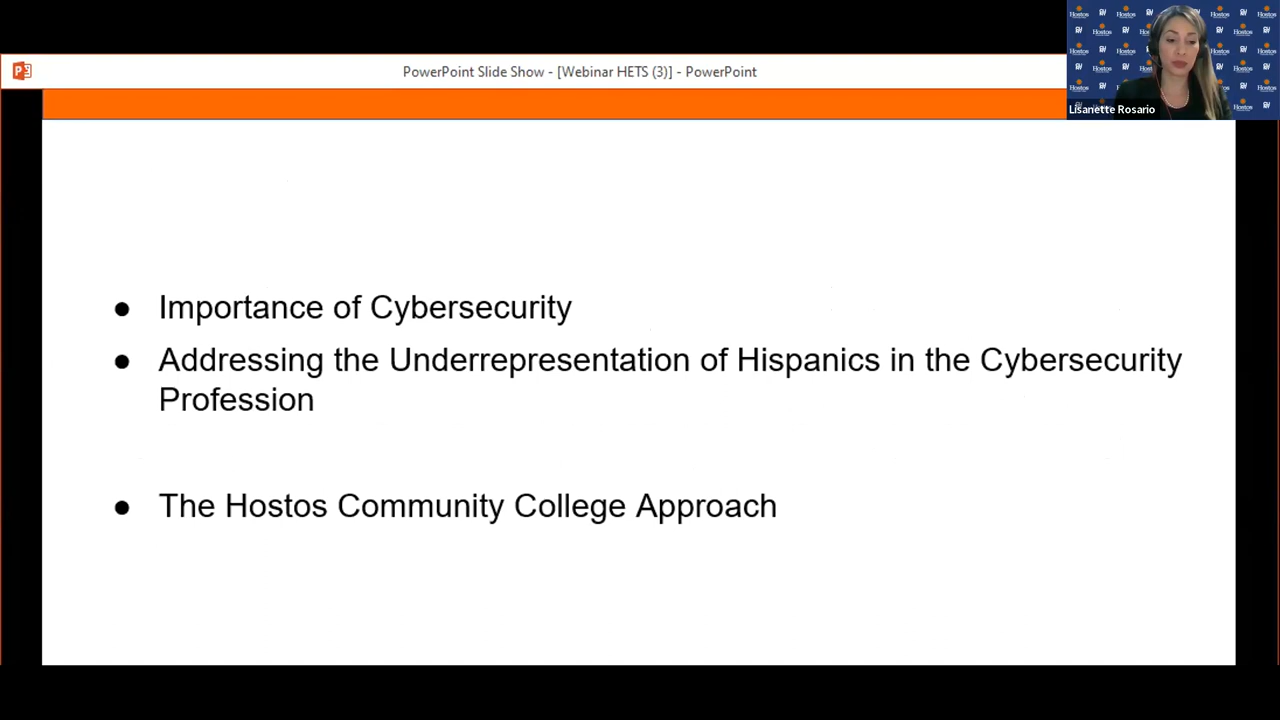 PowerPoint Slide Show - [Webinar HETS (3)] - PowerPoint
Hostos
Lisanette Rosario
● Importance of Cybersecurity
● Addressing the Underrepresentation of Hispanics in the Cybersecurity
Profession
● The Hostos Community College Approach